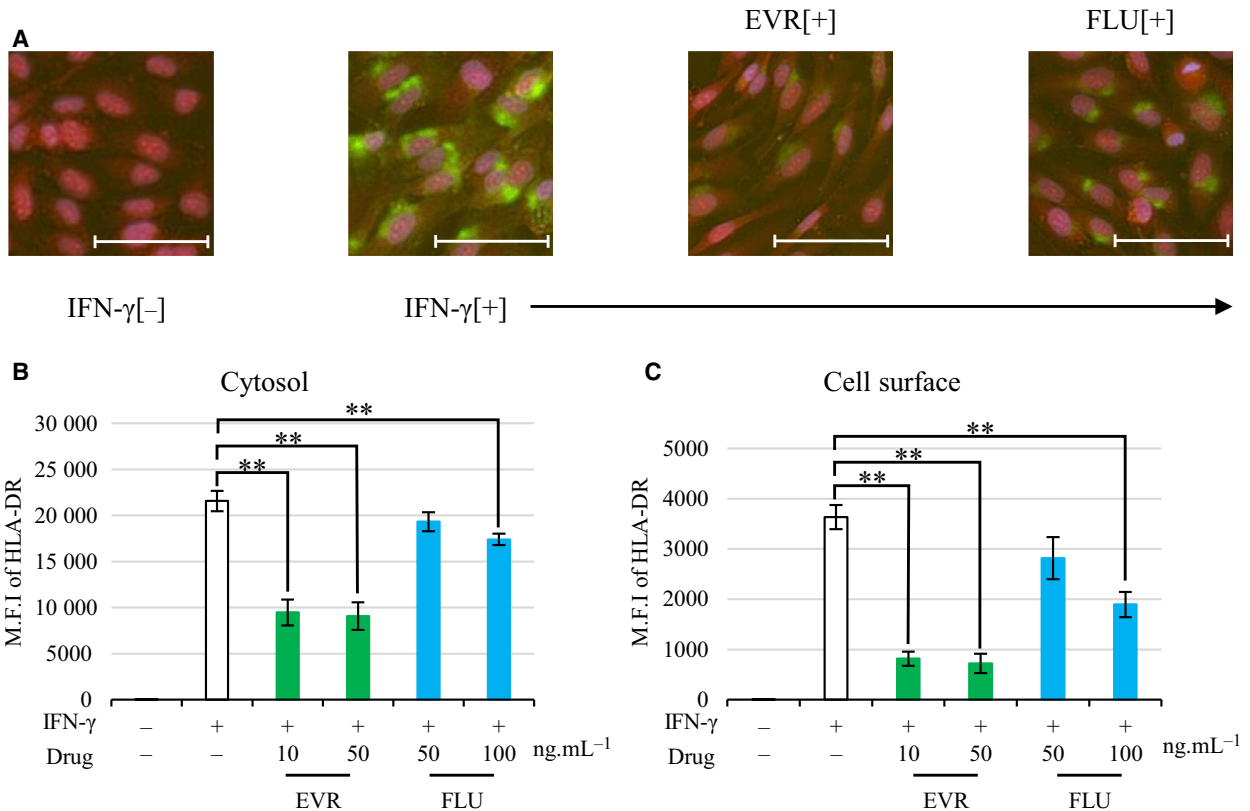 EVR[+] FLU[+]
A
IFN-γ[–] IFN-γ[+]
B
Cytosol
M.F.I of HLA-DR
30 000
25 000
20 000
15 000
10 000
5000
0
** ** **
IFN-γ – + + + + +
Drug – – 10 50 50 100 ng.mL–1
EVR FLU
C
Cell surface
M.F.I of HLA-DR
5000
4000
3000
2000
1000
0
** ** **
IFN-γ – + + + + +
Drug – – 10 50 50 100 ng.mL–1
EVR FLU